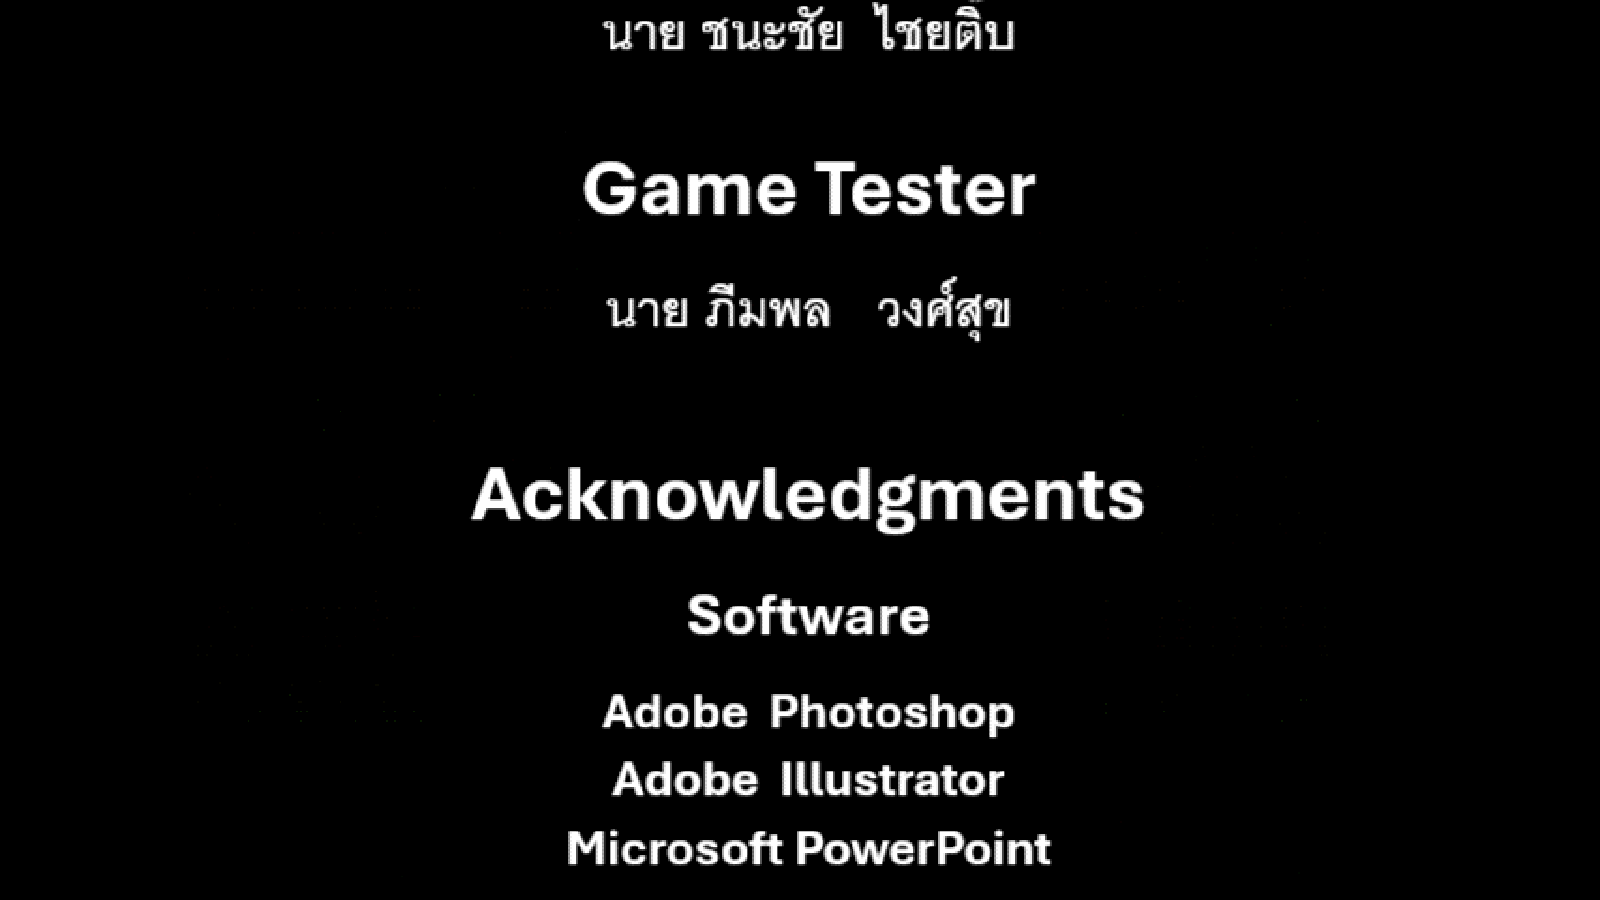 นาย ชนะชัย ไชยติ๊บ
Game Tester
นาย ภีมพล วงศ์สุข
Acknowledgments
Software
Adobe Photoshop
Adobe Illustrator
Microsoft PowerPoint